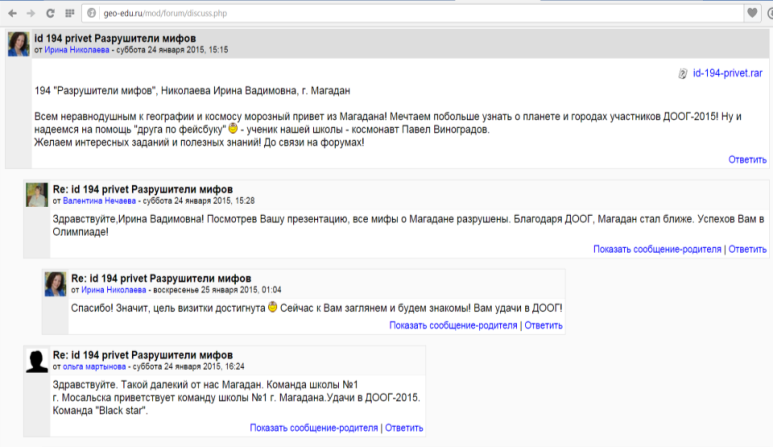 geo-edu.ru/mod/forum/discuss.php
id 194 privet Разрушители мифов
от Ирина Николаева - суббота 24 января 2015, 15:15
id-194-privet.rar
194 "Разрушители мифов", Николаева Ирина Вадимовна, г. Магадан
Всем неравнодушным к географии и космосу морозный привет из Магадана! Мечтаем побольше узнать о планете и городах участников ДООГ-2015! Ну и
надеемся на помощь "друга по фейсбуку" - ученик нашей школы - космонавт Павел Виноградов.
Желаем интересных заданий и полезных знаний! До связи на форумах!
Ответить
Re: id 194 privet Разрушители мифов
от Валентина Нечаева - суббота 24 января 2015, 15:28
Здравствуйте,Ирина Вадимовна! Посмотрев Вашу презентацию, все мифы о Магадане разрушены. Благодаря ДООГ, Магадан стал ближе. Успехов Вам в
Олимпиаде!
Показать сообщение-родителя | Ответить
Re: id 194 privet Разрушители мифов
от Ирина Николаева - воскресенье 25 января 2015, 01:04
Спасибо! Значит, цель визитки достигнута Сейчас к Вам заглянем и будем знакомы! Вам удачи в ДООГ!
Показать сообщение-родителя | Ответить
Re: id 194 privet Разрушители мифов
от ольга мартынова - суббота 24 января 2015, 16:24
Здравствуйте. Такой далекий от нас Магадан. Команда школы №1
г. Мосальска приветствует команду школы №1 г. Магадана.Удачи в ДООГ-2015.
Команда "Black star".
Показать сообщение-родителя | Ответить